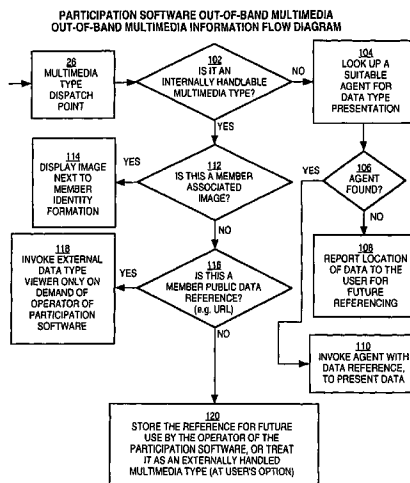 PARTICIPATION SOFTWARE OUT-OF-BAND MULTIMEDIA
OUT-OF-BAND MULTIMEDIA INFORMATION FLOW DIAGRAM
26
MULTIMEDIA
TYPE
DISPATCH
POINT
102
IS IT AN
INTERNALLY HANDLABLE
MULTIMEDIA TYPE?
NO
YES
104
LOOK UP A
SUITABLE
AGENT FOR
DATA TYPE
PRESENTATION
114
DISPLAY IMAGE
NEXT TO
MEMBER
IDENTITY
FORMATION
YES
112
IS THIS A MEMBER
ASSOCIATED
IMAGE?
NO
YES
106
AGENT
FOUND?
NO
108
REPORT LOCATION
OF DATA TO THE
USER FOR
FUTURE
REFERENCING
118
INVOKE EXTERNAL
DATA TYPE
VIEWER ONLY ON
DEMAND OF
OPERATOR OF
PARTICIPATION
SOFTWARE
YES
116
IS THIS A
MEMBER PUBLIC DATA
REFERENCE?
(e.g. URL)
NO
110
INVOKE AGENT WITH
DATA REFERENCE,
TO PRESENT DATA
120
STORE THE REFERENCE FOR FUTURE
USE BY THE OPERATOR OF THE
PARTICIPATION SOFTWARE, OR TREAT
IT AS AN EXTERNALLY HANDLED
MULTIMEDIA TYPE (AT USER'S OPTION)